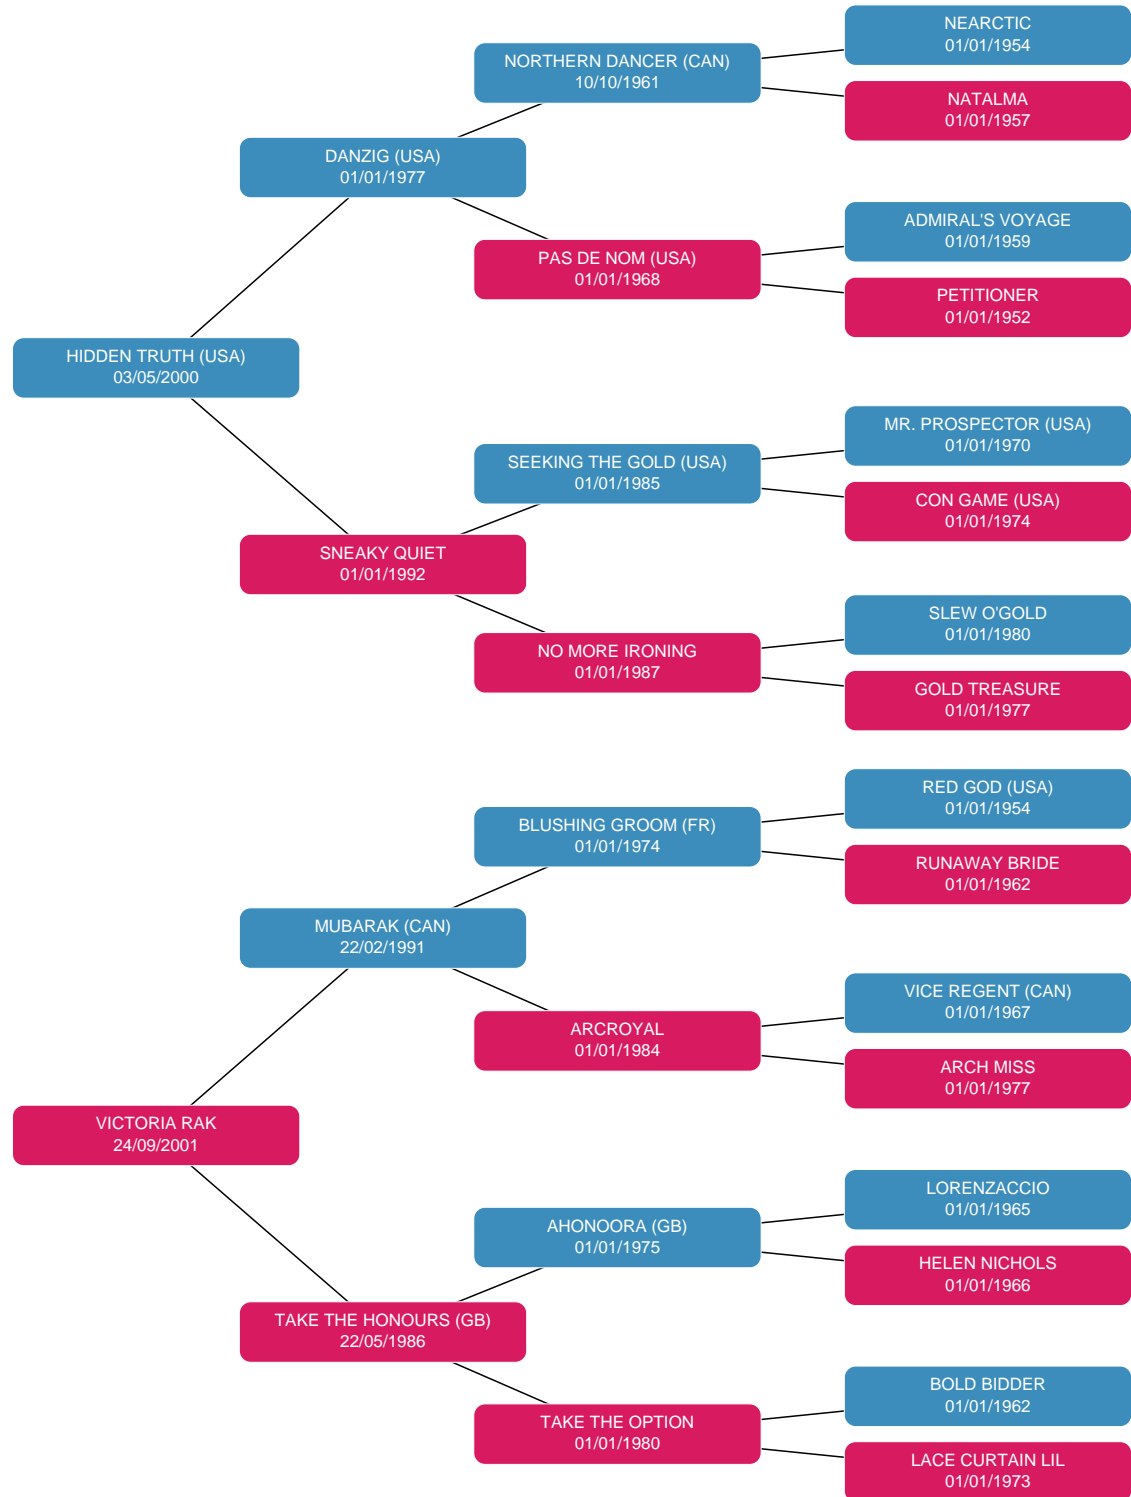 NEARCTIC
01/01/1954
NORTHERN DANCER (CAN)
10/10/1961
NATALMA
01/01/1957
DANZIG (USA)
01/01/1977
ADMIRAL'S VOYAGE
01/01/1959
PAS DE NOM (USA)
01/01/1968
PETITIONER
01/01/1952
HIDDEN TRUTH (USA)
03/05/2000
MR. PROSPECTOR (USA)
01/01/1970
SEEKING THE GOLD (USA)
01/01/1985
CON GAME (USA)
01/01/1974
SNEAKY QUIET
01/01/1992
SLEW O'GOLD
01/01/1980
NO MORE IRONING
01/01/1987
GOLD TREASURE
01/01/1977
RED GOD (USA)
01/01/1954
BLUSHING GROOM (FR)
01/01/1974
RUNAWAY BRIDE
01/01/1962
MUBARAK (CAN)
22/02/1991
VICE REGENT (CAN)
01/01/1967
ARCROYAL
01/01/1984
ARCH MISS
01/01/1977
VICTORIA RAK
24/09/2001
LORENZACCIO
01/01/1965
AHONOORA (GB)
01/01/1975
HELEN NICHOLS
01/01/1966
TAKE THE HONOURS (GB)
22/05/1986
BOLD BIDDER
01/01/1962
TAKE THE OPTION
01/01/1980
LACE CURTAIN LIL
01/01/1973